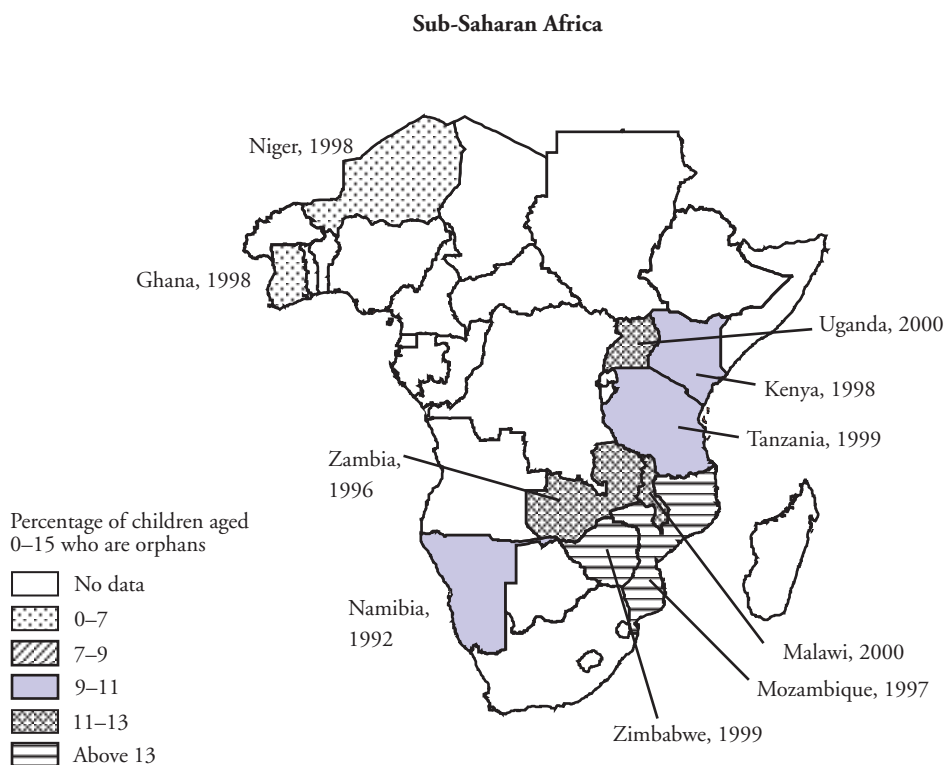 Sub-Saharan Africa
Niger, 1998
Ghana, 1998
Uganda, 2000
Kenya, 1998
Tanzania, 1999
Zambia,
1996
Percentage of children aged
0–15 who are orphans
No data
0–7
7–9
9–11
11–13
Above 13
Namibia,
1992
Malawi, 2000
Mozambique, 1997
Zimbabwe, 1999